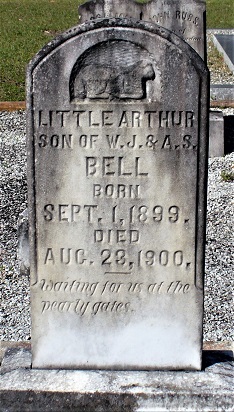 LITTLE ARTHUR
SON OF W.J. & A.S.
BELL
BORN
SEPT. 1, 1899.
DIED
AUG. 23, 1900.
Waiting for us at the
pearly gates.